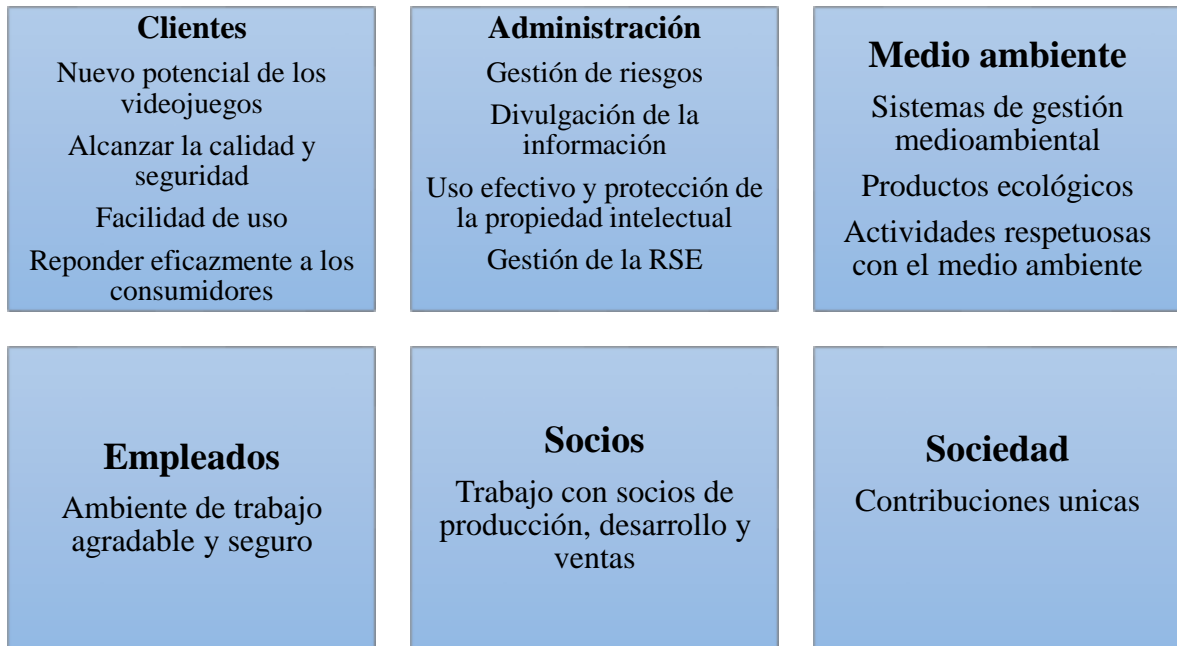 Clientes
Nuevo potencial de los
videojuegos
Alcanzar la calidad y
seguridad
Facilidad de uso
Reponder eficazmente a los
consumidores
Administración
Gestión de riesgos
Divulgación de la
información
Uso efectivo y protección de
la propiedad intelectual
Gestión de la RSE
Medio ambiente
Sistemas de gestión
medioambiental
Productos ecológicos
Actividades respetuosas
con el medio ambiente
Empleados
Ambiente de trabajo
agradable y seguro
Socios
Trabajo con socios de
producción, desarrollo y
ventas
Sociedad
Contribuciones unicas